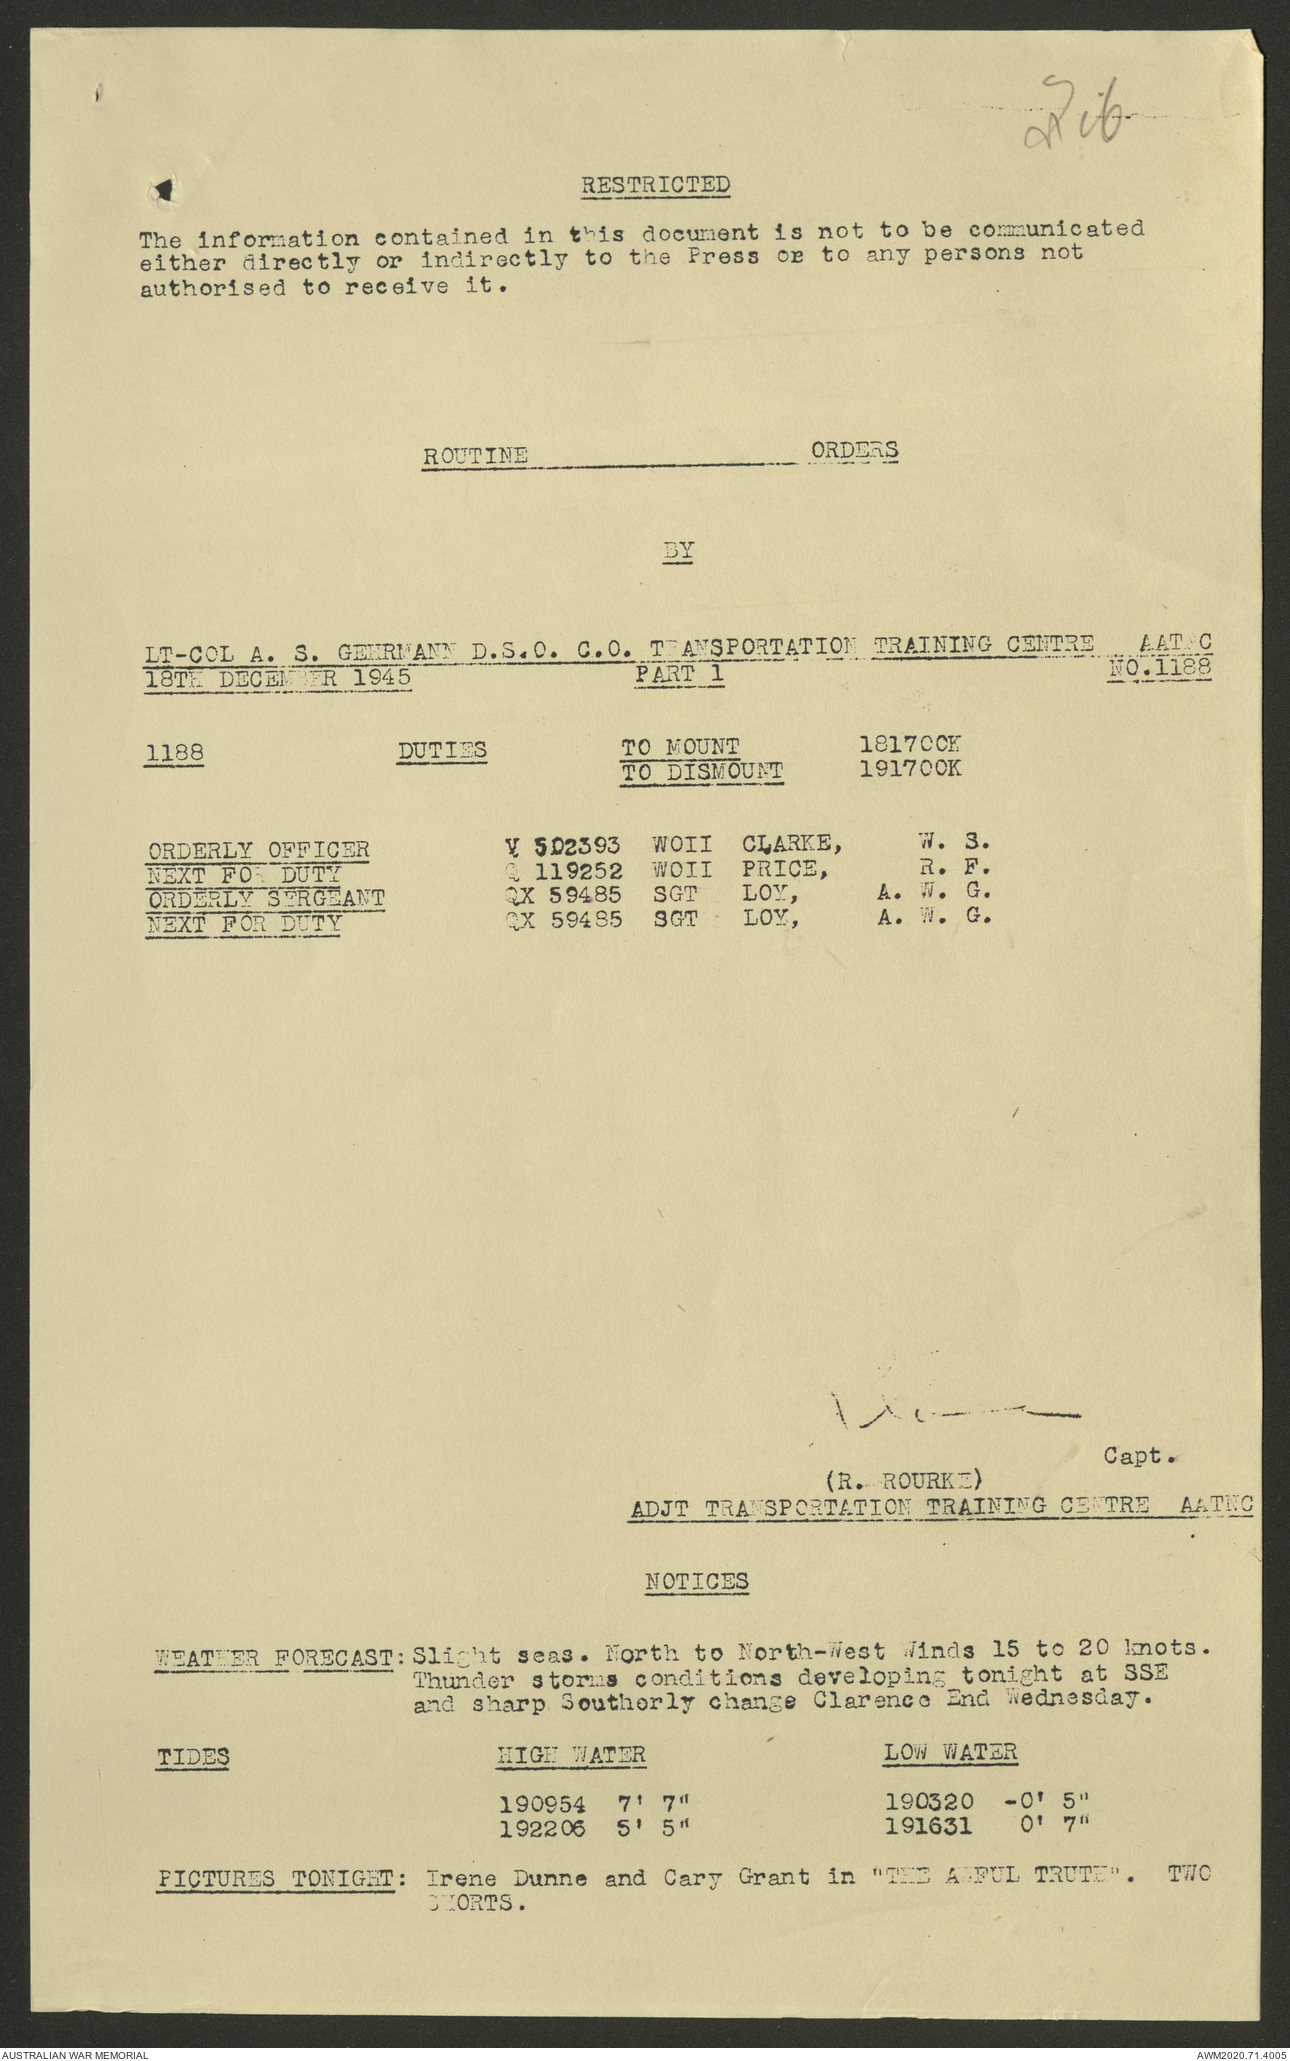 RESTRICTED
The information contained in this document is not to be communicated
either directly or indirectly to the Press or to any persons not
authorised to receive it.
ROUTINE ORDERS
BY
LT-COL A. S. GEHRMANN D.S.O. C.O. TRANSPORTATION TRAINING CENTRE AATNC
18TH DECEMBER 1945 PART 1 NO.1188
1188 DUTIES TO MOUNT 181700K
TO DISMOUNT 191700K
ORDERLY OFFICER V 502393 WOII CLARKE, W. S.
NEXT FOR DUTY Q 119252 WOII PRICE, R. F.
ORDERLY SERGEANT QX 59485 SGT LOY, A. W. G.
NEXT FOR DUTY QX 59485 SGT LOY, A. W. G.
Capt.
(R. ROURKE)
ADJT TRANSPORTATION TRAINING CENTRE AATNC
NOTICES
WEATHER FORECAST: Slight seas. North to North-West Winds 15 to 20 knots.
Thunder storms conditions developing tonight at SSE
and sharp Southerly change Clarence End Wednesday.
TIDES HIGH WATER LOW WATER
190954 7' 7" 190320 -0' 5"
192206 5' 5" 191631 0' 7"
PICTURES TONIGHT: Irene Dunne and Cary Grant in "THE AWFUL TRUTH". TWO
SHORTS.
AUSTRALIAN WAR MEMORIAL AWM2020.71.4005